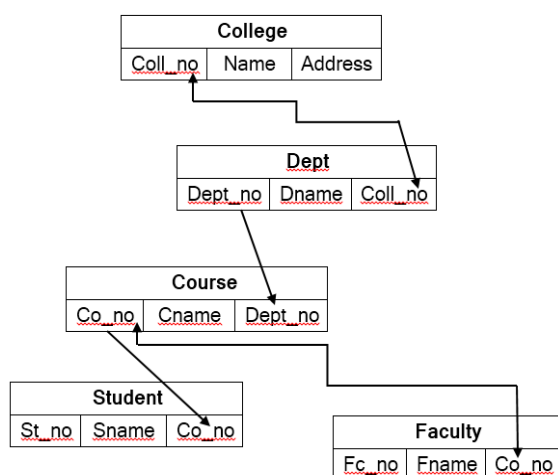 College
Coll_no Name Address
Dept
Dept_no Dname Coll_no
Course
Co_no Cname Dept_no
Student
St_no Sname Co_no
Faculty
Fc_no Fname Co_no